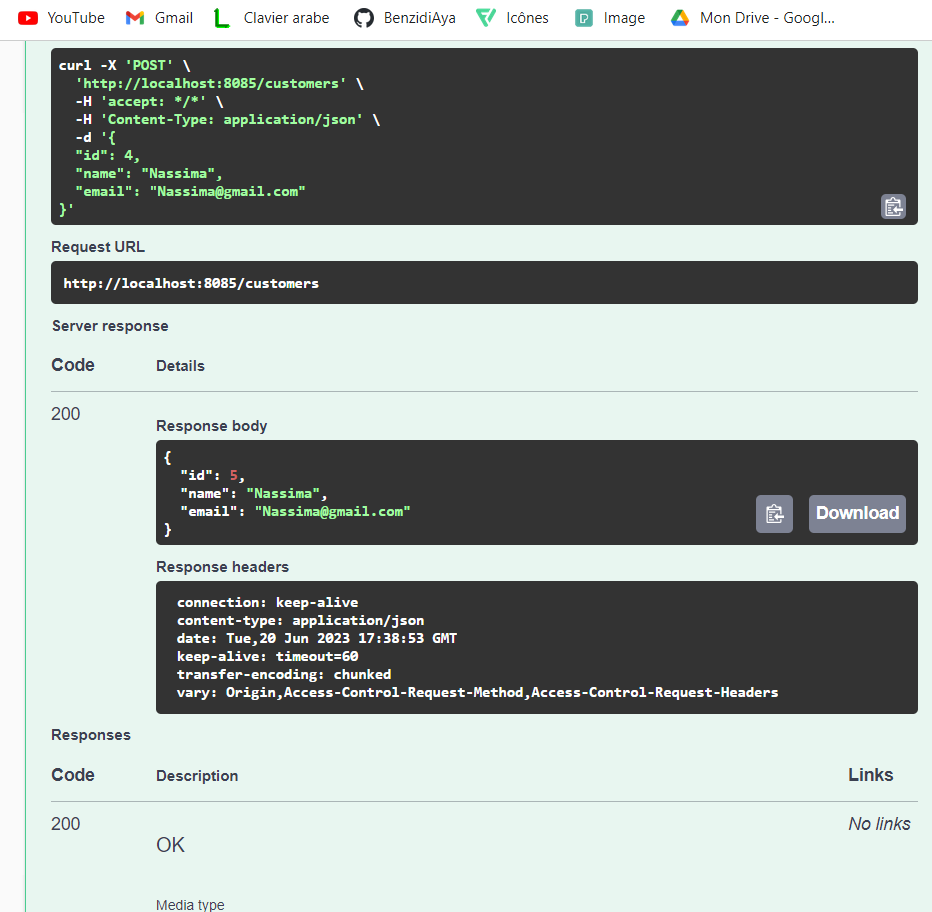 YouTube Gmail Clavier arabe BenzidiAya Icônes Image Mon Drive - Googl...
curl -X 'POST' \
'http://localhost:8085/customers' \
-H 'accept: */*' \
-H 'Content-Type: application/json' \
-d '{
"id": 4,
"name": "Nassima",
"email": "Nassima@gmail.com"
}'
Request URL
http://localhost:8085/customers
Server response
Code Details
200
Response body
{
"id": 5,
"name": "Nassima",
"email": "Nassima@gmail.com"
}
Download
Response headers
connection: keep-alive
content-type: application/json
date: Tue,20 Jun 2023 17:38:53 GMT
keep-alive: timeout=60
transfer-encoding: chunked
vary: Origin,Access-Control-Request-Method,Access-Control-Request-Headers
Responses
Code Description Links
200 No links
OK
Media type